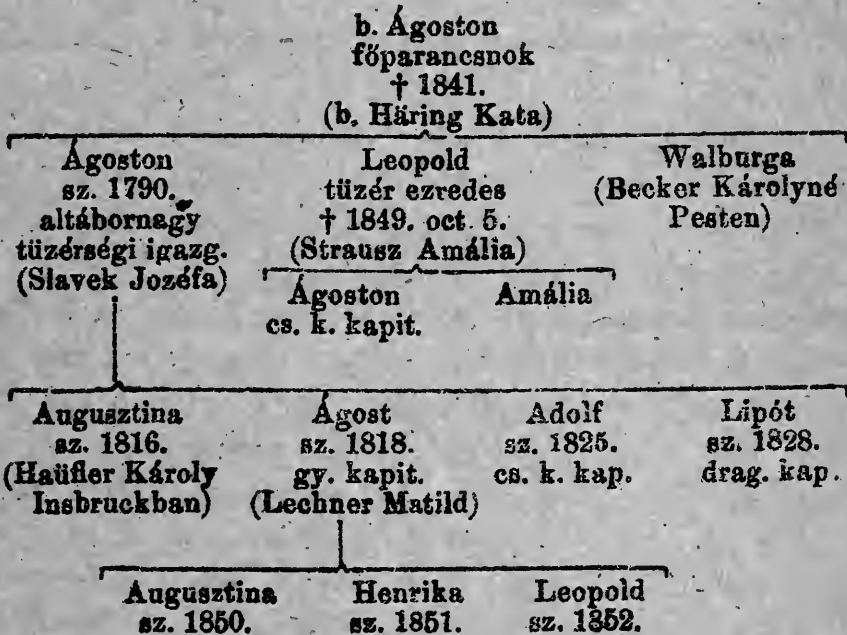 b. Ágoston
főparancsnok
† 1841.
(b. Häring Kata)
Ágoston
sz. 1790.
altábornagy
tüzérségi igazg.
(Slavek Jozéfa)
Leopold
tüzér ezredes
† 1849. oct. 5.
(Strausz Amália)
Walburga
(Becker Károlyné
Pesten)
Ágoston
cs. k. kapit.
Amália
Augusztina
sz. 1816.
(Haüfler Károly
Insbruckban)
Ágost
sz. 1818.
gy. kapit.
(Lechner Matild)
Adolf
sz. 1825.
cs. k. kap.
Lipót
sz. 1828.
drag. kap.
Augusztina
sz. 1850.
Henrika
sz. 1851.
Leopold
sz. 1852.